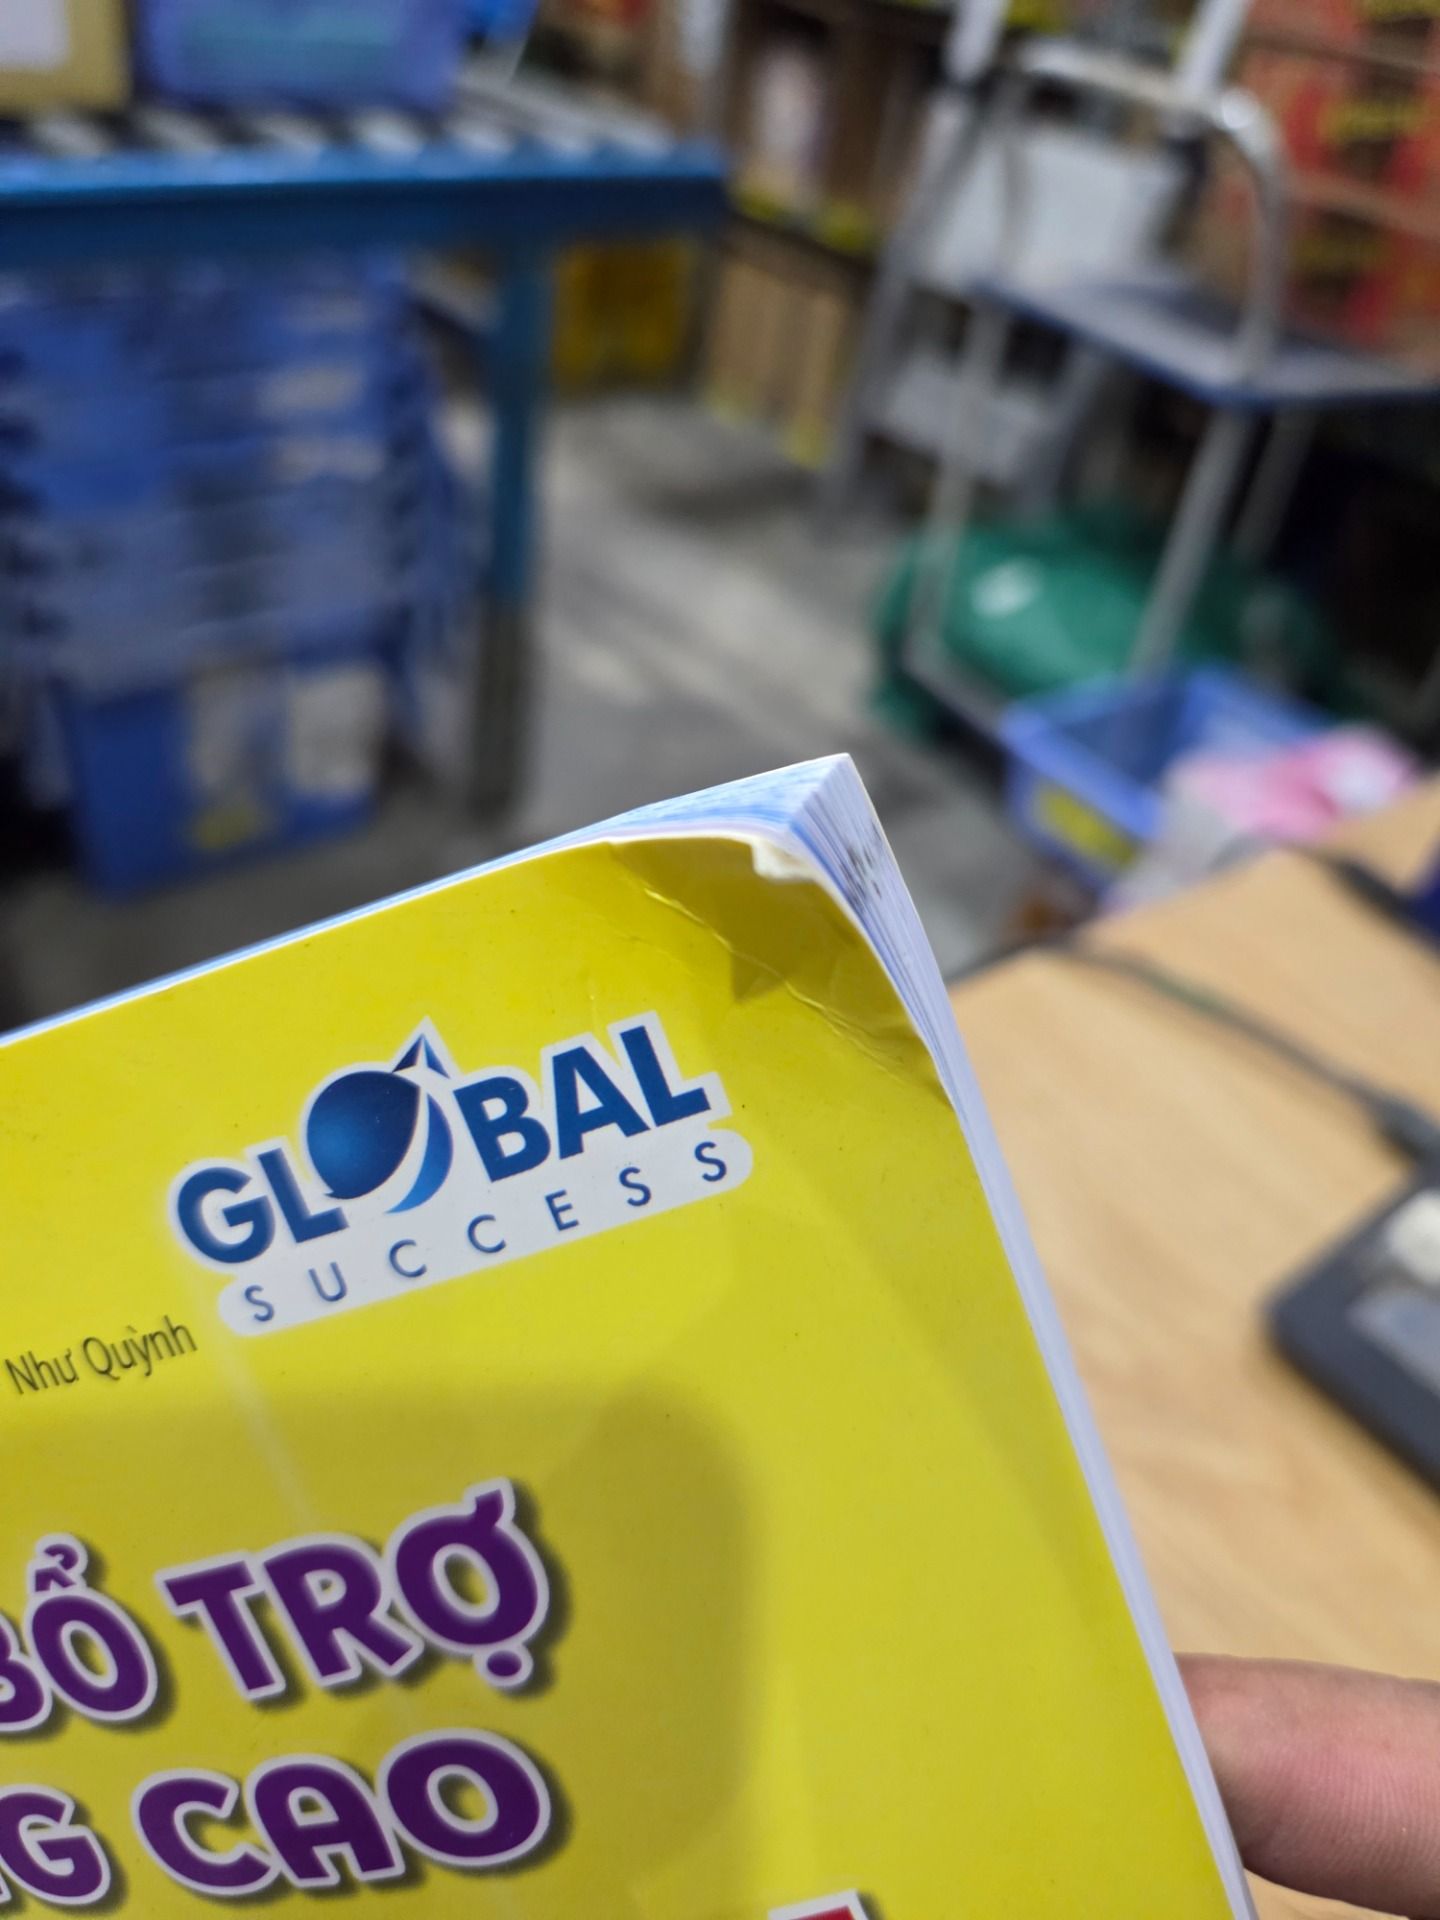 GLOBAL
SUCCESS
Như Quỳnh
BỔ TRỢ
G CAO